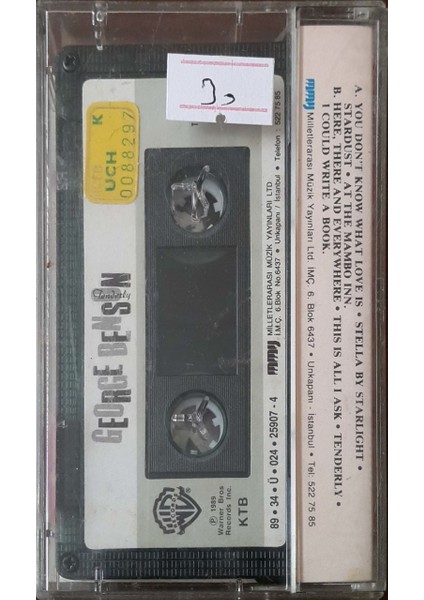 A. YOU DON'T KNOW WHAT LOVE IS • STELLA BY STARLIGHT •
STARDUST • AT THE MAMBO INN.
B. HERE, THERE AND EVERYWHERE • THIS IS ALL I ASK • TENDERLY •
I COULD WRITE A BOOK.
mmy Milletlerarası Müzik Yayınları Ltd. İMÇ. 6. Blok 6437 • Unkapanı - İstanbul • Tel: 522 75 85
GEORGE BENSON
Tenderly
K
UCH
0088297
mmy MİLLETLERARASI MÜZİK YAYINLARI LTD.
İ.M.Ç. 6.Blok No.6437 • Unkapanı / İstanbul • Telefon : 522 75 85
℗ 1989
Warner Bros
Records Inc.
KTB
89 • 34 • Ü • 024 • 25907 - 4